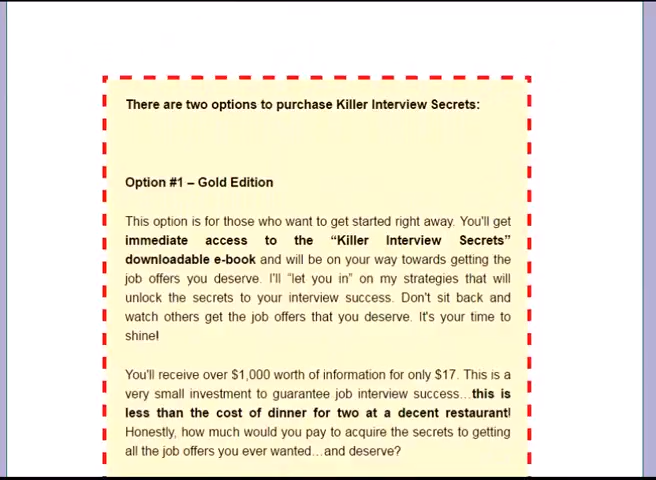 There are two options to purchase Killer Interview Secrets:
Option #1 – Gold Edition
This option is for those who want to get started right away. You'll get
immediate access to the “Killer Interview Secrets”
downloadable e-book and will be on your way towards getting the
job offers you deserve. I'll “let you in” on my strategies that will
unlock the secrets to your interview success. Don't sit back and
watch others get the job offers that you deserve. It's your time to
shine!
You'll receive over $1,000 worth of information for only $17. This is a
very small investment to guarantee job interview success…this is
less than the cost of dinner for two at a decent restaurant!
Honestly, how much would you pay to acquire the secrets to getting
all the job offers you ever wanted…and deserve?